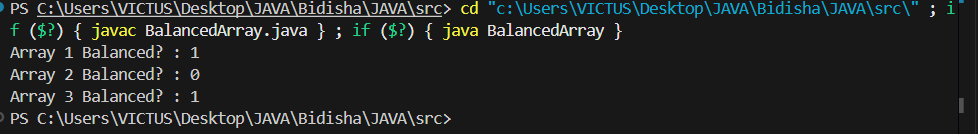 PS C:\Users\VICTUS\Desktop\JAVA\Bidisha\JAVA\src> cd "c:\Users\VICTUS\Desktop\JAVA\Bidisha\JAVA\src\" ; i
f ($?) { javac BalancedArray.java } ; if ($?) { java BalancedArray }
Array 1 Balanced? : 1
Array 2 Balanced? : 0
Array 3 Balanced? : 1
PS C:\Users\VICTUS\Desktop\JAVA\Bidisha\JAVA\src>